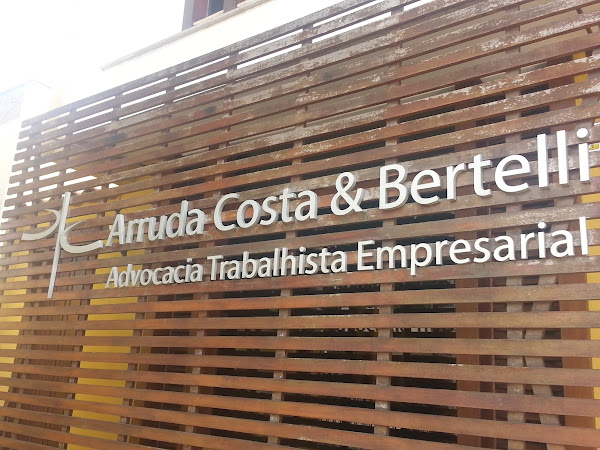 Arruda Costa & Bertelli
Advocacia Trabalhista Empresarial